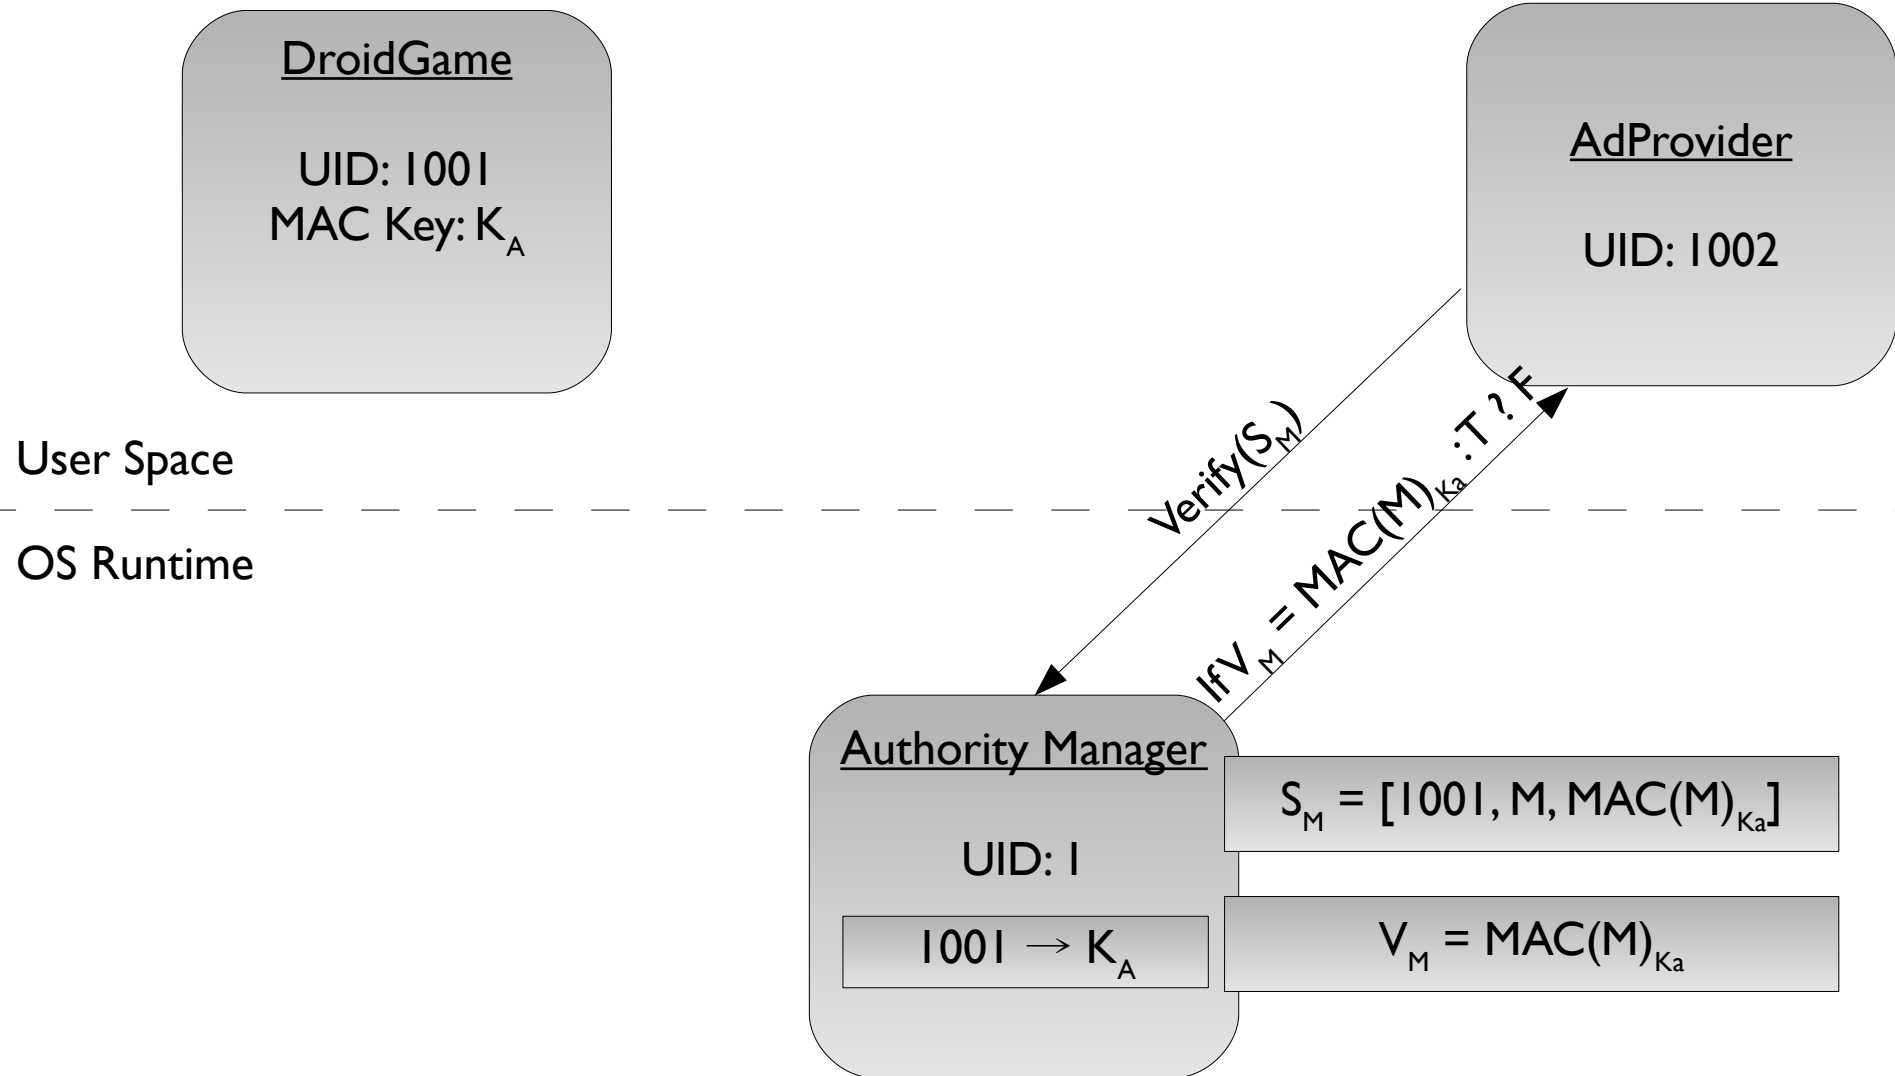 DroidGame
UID: 1001
MAC Key: K_A
AdProvider
UID: 1002
User Space
OS Runtime
Verify(S_M)
If V_M = MAC(M)_Ka : T ? F
Authority Manager
UID: 1
1001 → K_A
S_M = [1001, M, MAC(M)_Ka]
V_M = MAC(M)_Ka